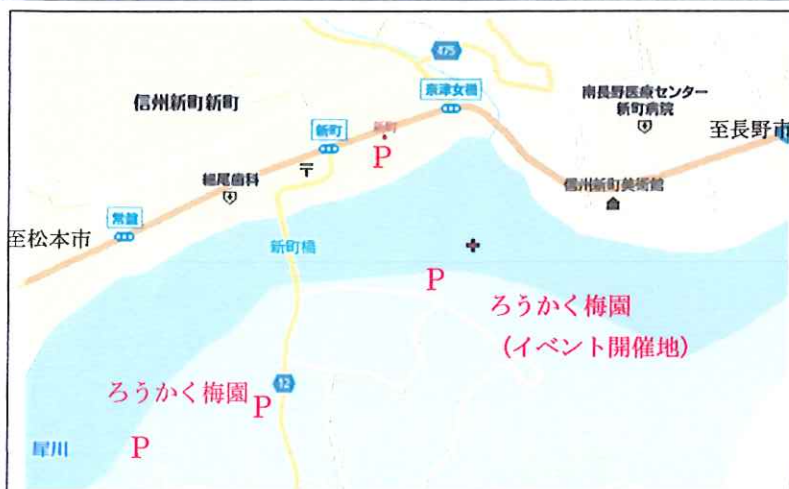 475
奈津女橋
南長野医療センター
新町病院
信州新町新町
新町
新町
至長野市
P
〒
細尾歯科
信州新町美術館
常盤
至松本市
新町橋
P
ろうかく梅園
(イベント開催地)
12
ろうかく梅園
P
P
犀川